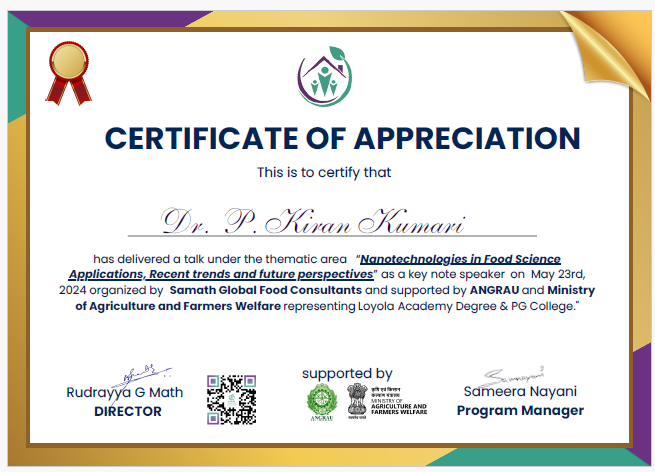 CERTIFICATE OF APPRECIATION
This is to certify that
Dr. P. Kiran Kumari
has delivered a talk under the thematic area “Nanotechnologies in Food Science
Applications, Recent trends and future perspectives” as a key note speaker on May 23rd,
2024 organized by Samath Global Food Consultants and supported by ANGRAU and Ministry
of Agriculture and Farmers Welfare representing Loyola Academy Degree & PG College."
Rudrayya G Math
DIRECTOR
supported by
ANGRAU
कृषि एवं किसान
कल्याण मंत्रालय
MINISTRY OF
AGRICULTURE AND
FARMERS WELFARE
Sameera Nayani
Program Manager